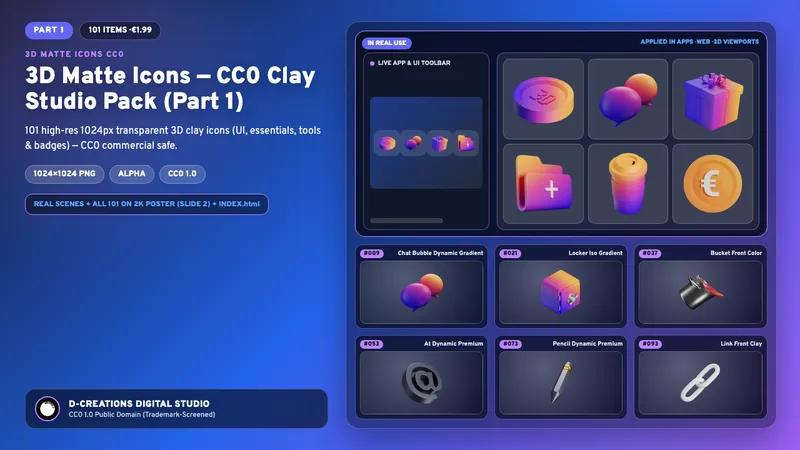 PART 1
101 ITEMS ·€1.99
3D MATTE ICONS CC0
3D Matte Icons — CC0 Clay
Studio Pack (Part 1)
101 high-res 1024px transparent 3D clay icons (UI, essentials, tools
& badges) — CC0 commercial safe.
1024×1024 PNG
ALPHA
CC0 1.0
REAL SCENES + ALL 101 ON 2K POSTER (SLIDE 2) + INDEX.html
D-CREATIONS DIGITAL STUDIO
CC0 1.0 Public Domain (Trademark-Screened)
IN REAL USE
APPLIED IN APPS · WEB · 3D VIEWPORTS
LIVE APP & UI TOOLBAR
€
#009
Chat Bubble Dynamic Gradient
#021
Locker Iso Gradient
#037
Bucket Front Color
#053
At Dynamic Premium
@
#073
Pencil Dynamic Premium
#093
Link Front Clay